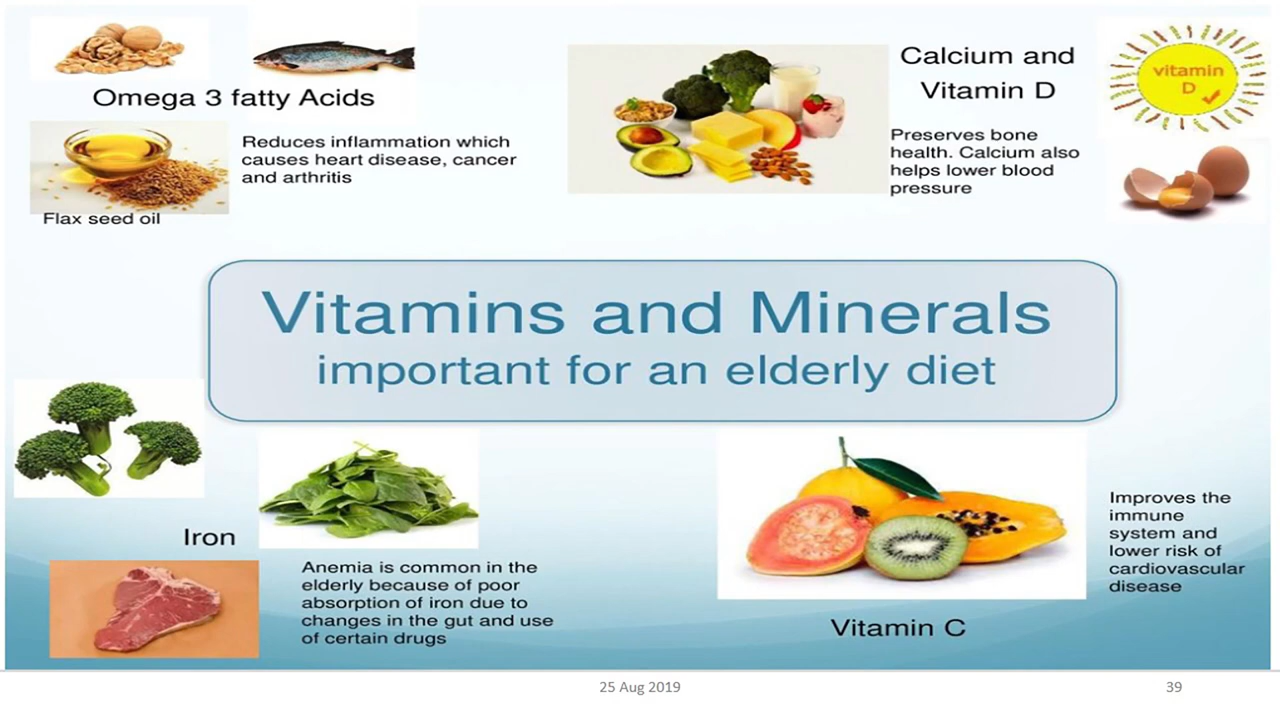 Omega 3 fatty Acids
Reduces inflammation which
causes heart disease, cancer
and arthritis
Flax seed oil
Calcium and
Vitamin D
Preserves bone
health. Calcium also
helps lower blood
pressure
vitamin
D
Vitamins and Minerals
important for an elderly diet
Iron
Anemia is common in the
elderly because of poor
absorption of iron due to
changes in the gut and use
of certain drugs
Improves the
immune
system and
lower risk of
cardiovascular
disease
Vitamin C
25 Aug 2019
39